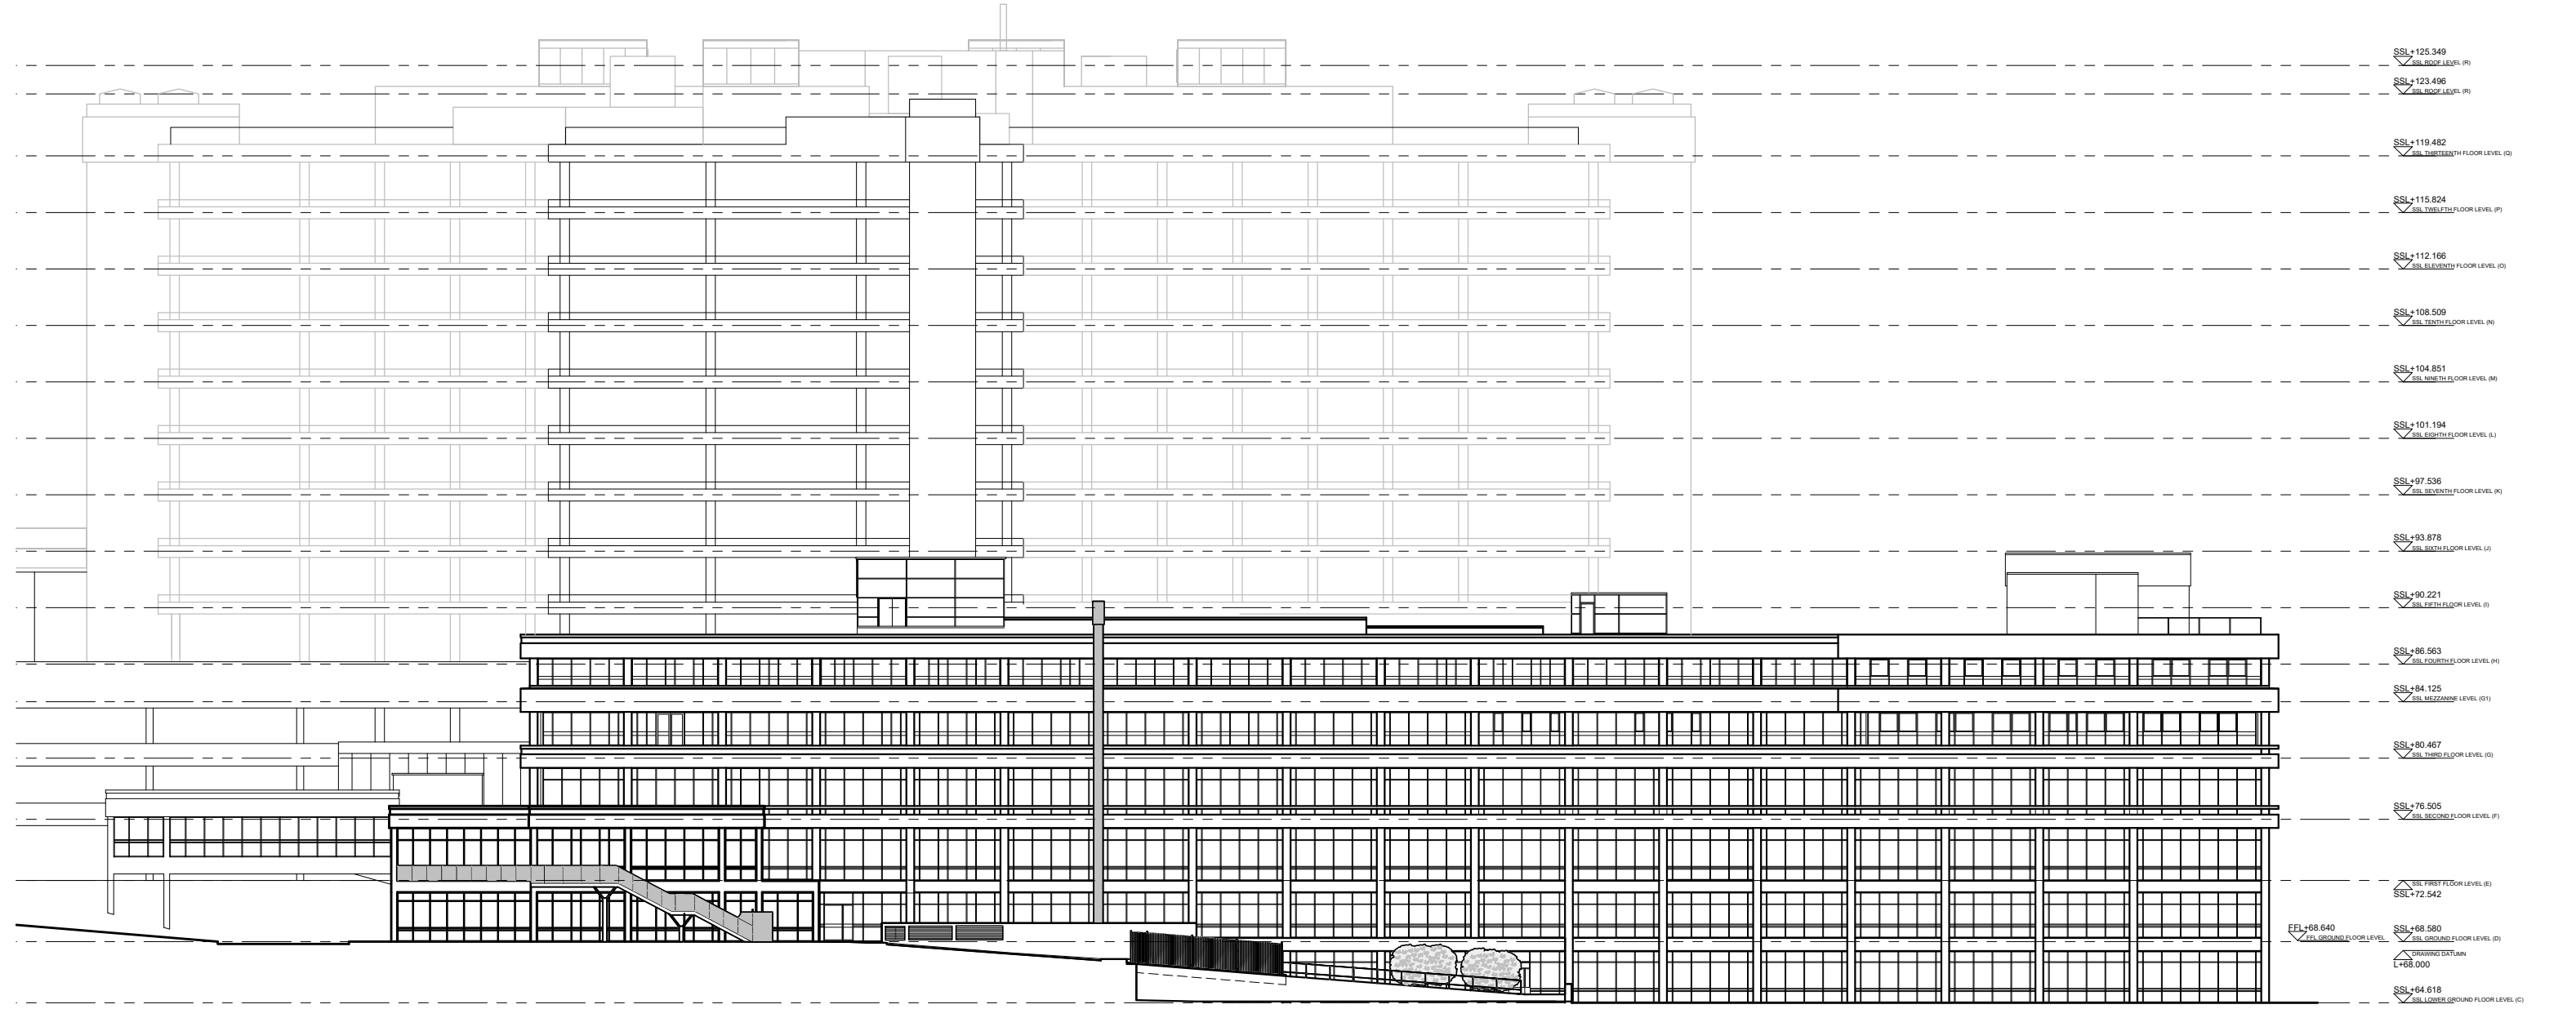 SSL+125.349
SSL ROOF LEVEL (R)
SSL+123.496
SSL ROOF LEVEL (R)
SSL+119.482
SSL THIRTEENTH FLOOR LEVEL (Q)
SSL+115.824
SSL TWELFTH FLOOR LEVEL (P)
SSL+112.166
SSL ELEVENTH FLOOR LEVEL (O)
SSL+108.509
SSL TENTH FLOOR LEVEL (N)
SSL+104.851
SSL NINETH FLOOR LEVEL (M)
SSL+101.194
SSL EIGHTH FLOOR LEVEL (L)
SSL+97.536
SSL SEVENTH FLOOR LEVEL (K)
SSL+93.878
SSL SIXTH FLOOR LEVEL (J)
SSL+90.221
SSL FIFTH FLOOR LEVEL (I)
SSL+86.563
SSL FOURTH FLOOR LEVEL (H)
SSL+84.125
SSL MEZZANINE LEVEL (G1)
SSL+80.467
SSL THIRD FLOOR LEVEL (G)
SSL+76.505
SSL SECOND FLOOR LEVEL (F)
SSL FIRST FLOOR LEVEL (E)
SSL+72.542
FFL+68.640
FFL GROUND FLOOR LEVEL
SSL+68.580
SSL GROUND FLOOR LEVEL (D)
DRAWING DATUM
L+68.000
SSL+64.618
SSL LOWER GROUND FLOOR LEVEL (C)